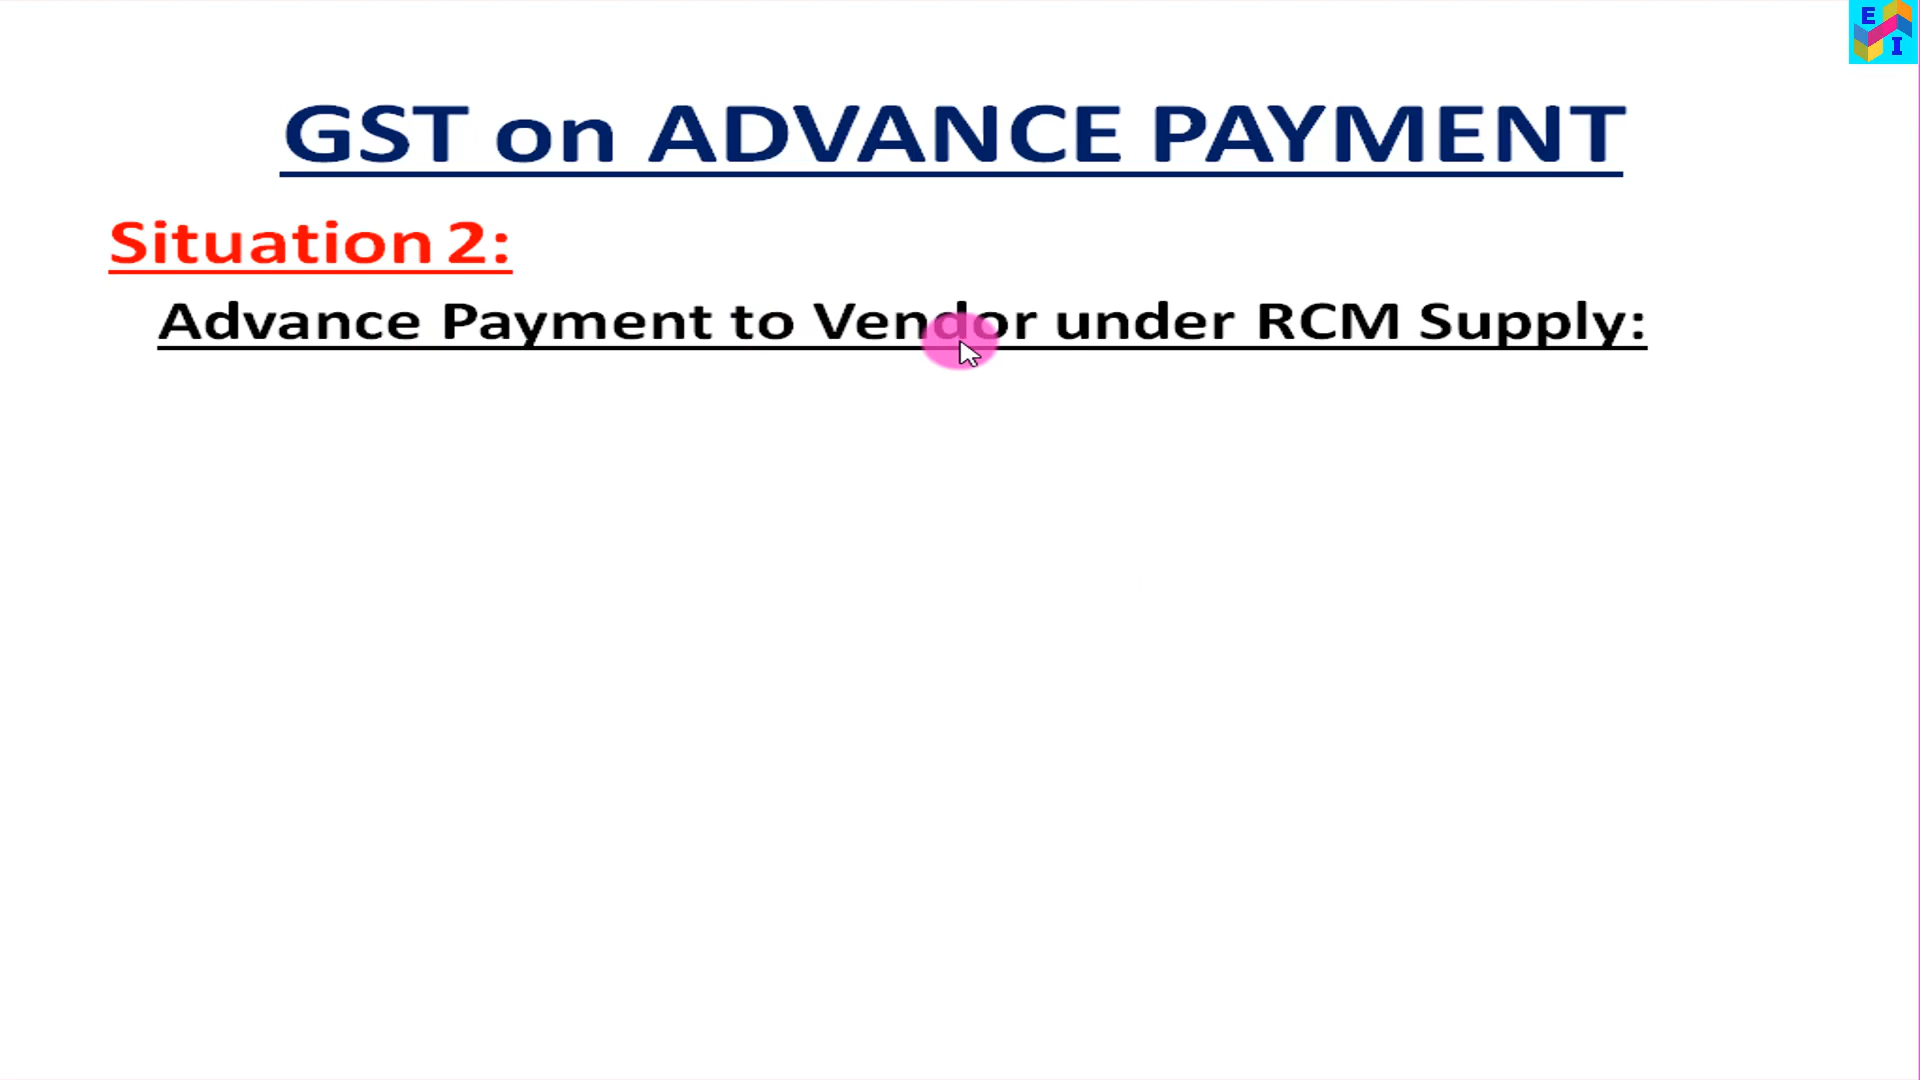 E
I
GST on ADVANCE PAYMENT
Situation 2:
Advance Payment to Vendor under RCM Supply: